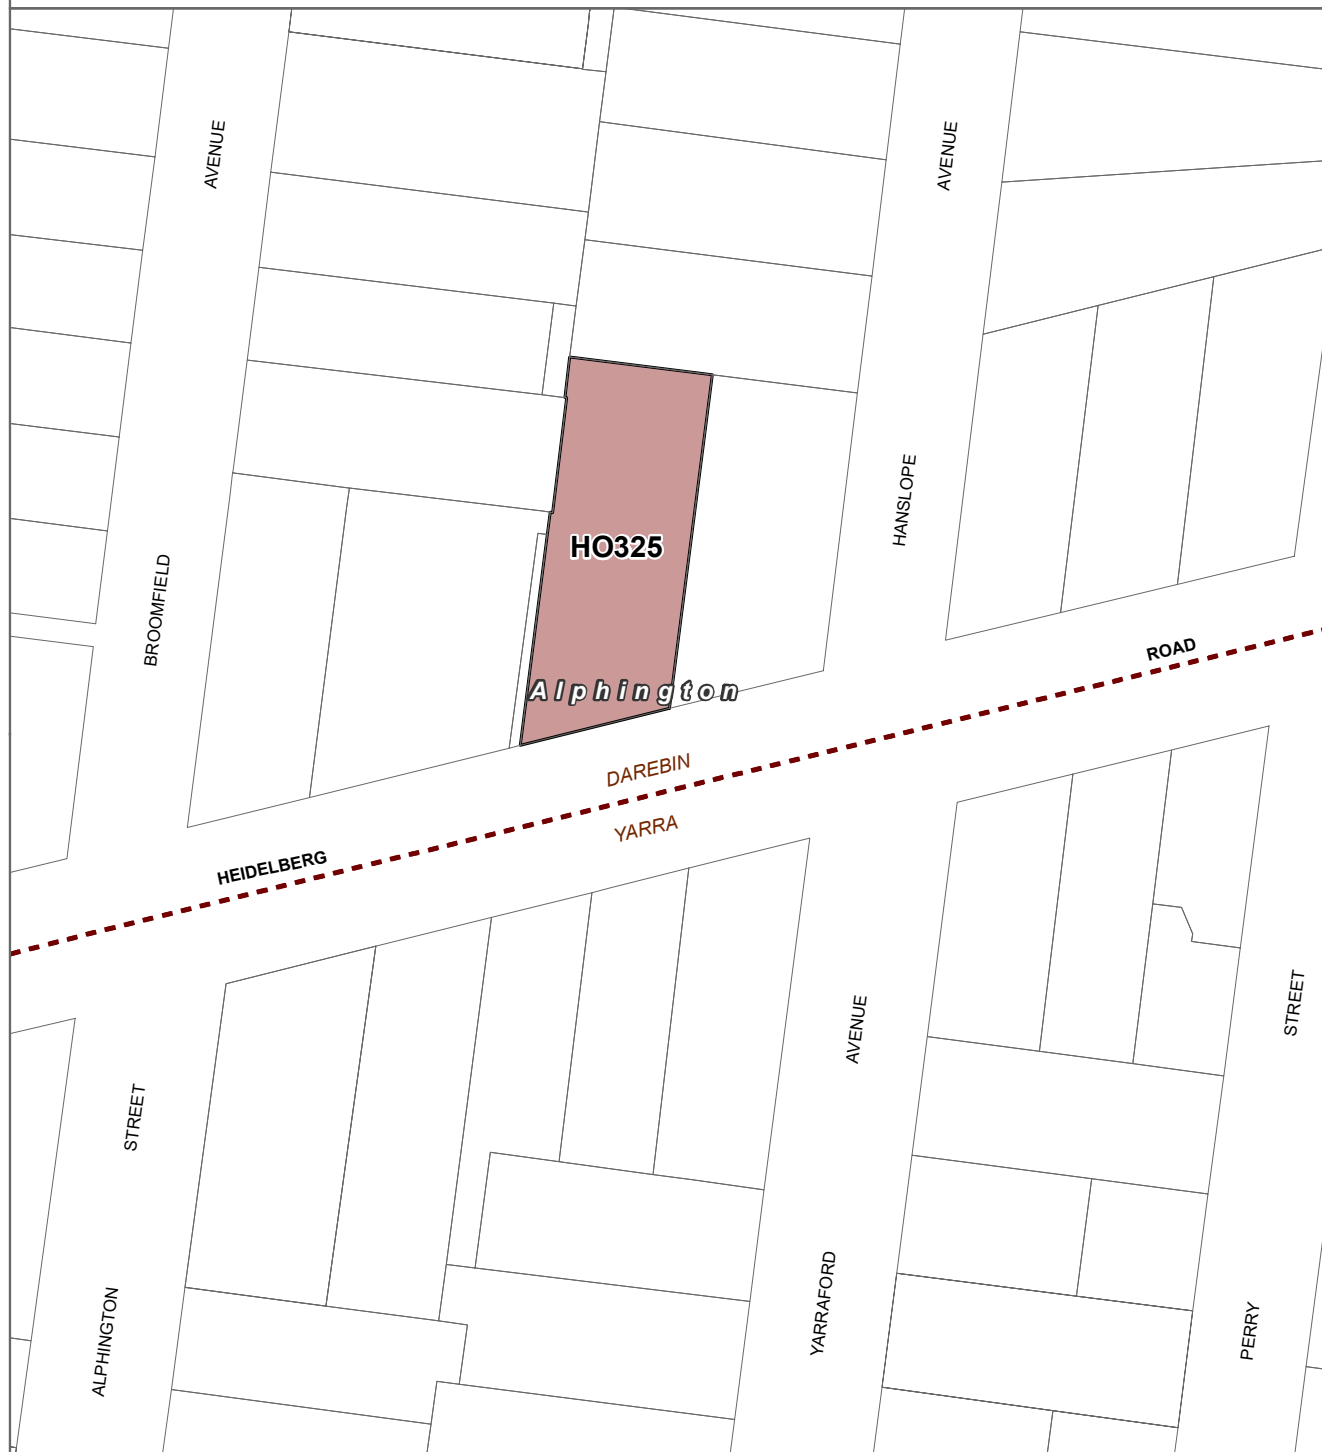 AVENUE
AVENUE
HANSLOPE
HO325
BROOMFIELD
ROAD
Alphington
DAREBIN
YARRA
HEIDELBERG
AVENUE
STREET
STREET
YARRAFORD
PERRY
ALPHINGTON